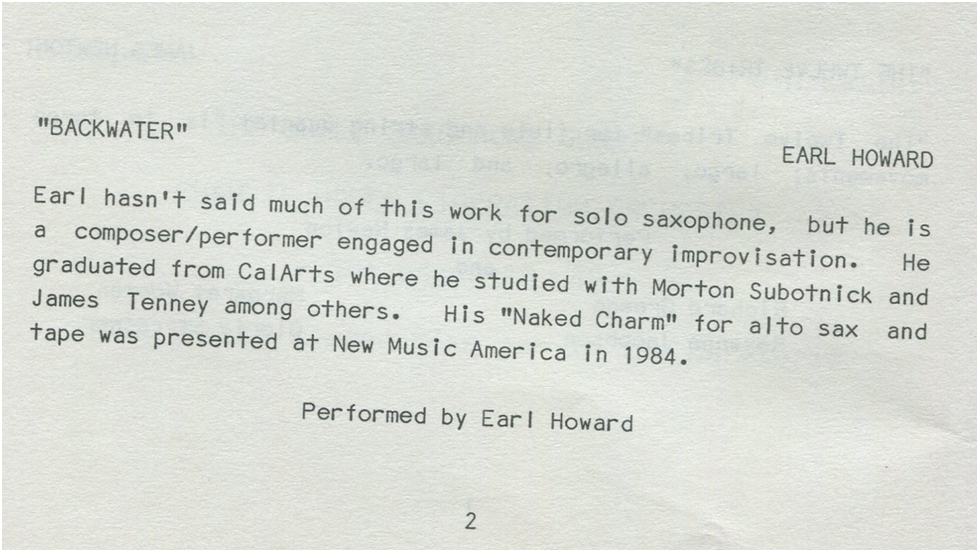 "BACKWATER"
EARL HOWARD
Earl hasn't said much of this work for solo saxophone, but he is
a composer/performer engaged in contemporary improvisation. He
graduated from CalArts where he studied with Morton Subotnick and
James Tenney among others. His "Naked Charm" for alto sax and
tape was presented at New Music America in 1984.
Performed by Earl Howard
2